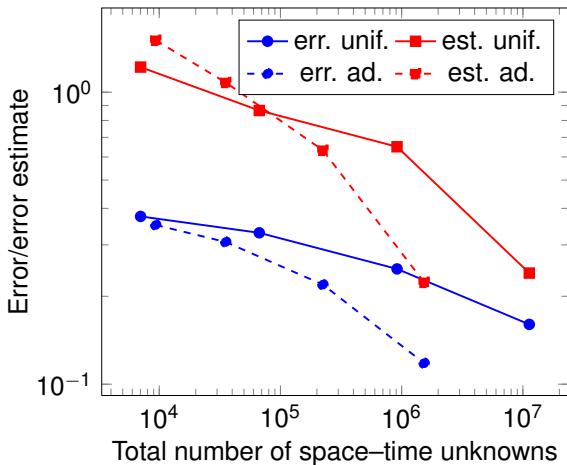 err. unif. est. unif.
err. ad. est. ad.
10^0
10^−1
Error/error estimate
10^4 10^5 10^6 10^7
Total number of space–time unknowns